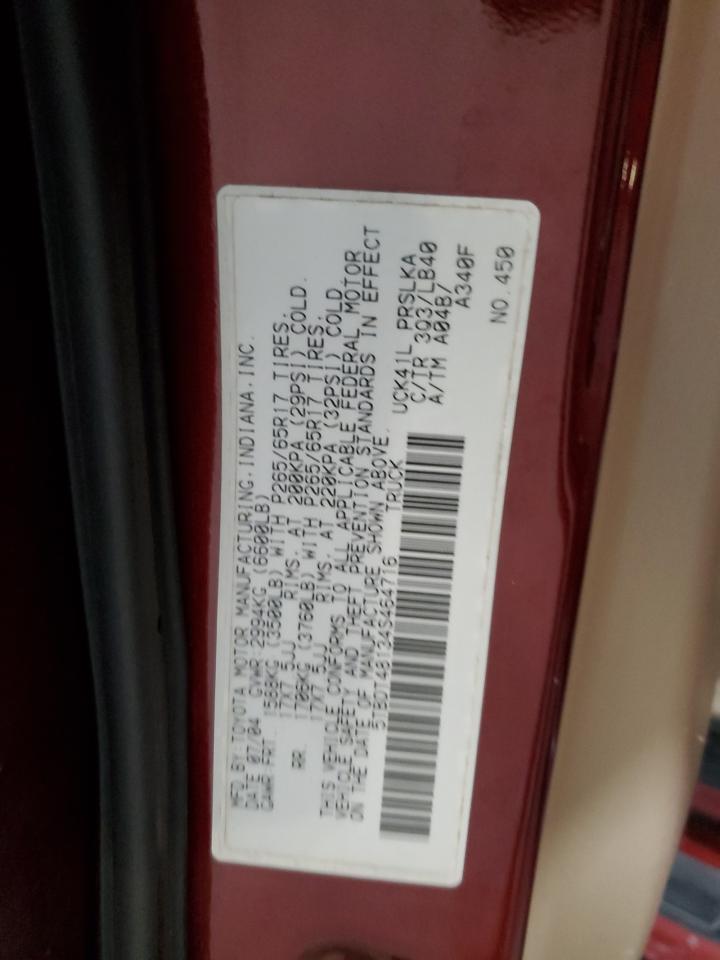 MFD.BY:TOYOTA MOTOR MANUFACTURING.INDIANA.INC.
DATE 07/04 GVWR:2994KG (6600LB)
GAWR FRT. 1588KG (3500LB) WITH P265/65R17 TIRES.
17X7.5JJ RIMS. AT 200KPA (29PSI) COLD.
RR. 1706KG (3760LB) WITH P265/65R17 TIRES.
17X7.5JJ RIMS. AT 220KPA (32PSI) COLD
THIS VEHICLE CONFORMS TO ALL APPLICABLE FEDERAL MOTOR
VEHICLE SAFETY AND THEFT PREVENTION STANDARDS IN EFFECT
ON THE DATE OF MANUFACTURE SHOWN ABOVE.
5TBDT48134S464716 TRUCK
UCK41L PRSLKA
C/TR 3Q3/LB40
A/TM A04B/
A340F
NO.450